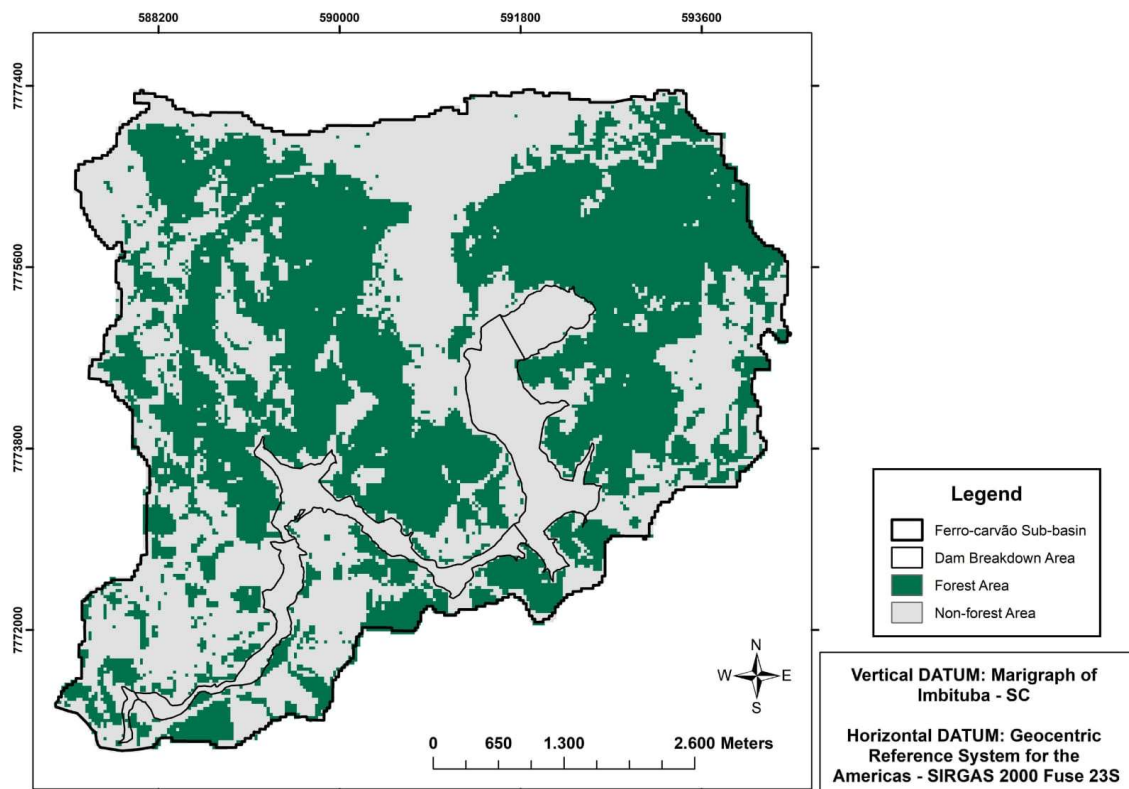 588200 590000 591800 593600
7777400
7775600
7773800
7772000
Legend
Ferro-carvão Sub-basin
Dam Breakdown Area
Forest Area
Non-forest Area
N
W E
S
0 650 1.300 2.600 Meters
Vertical DATUM: Marigraph of
Imbituba - SC
Horizontal DATUM: Geocentric
Reference System for the
Americas - SIRGAS 2000 Fuse 23S